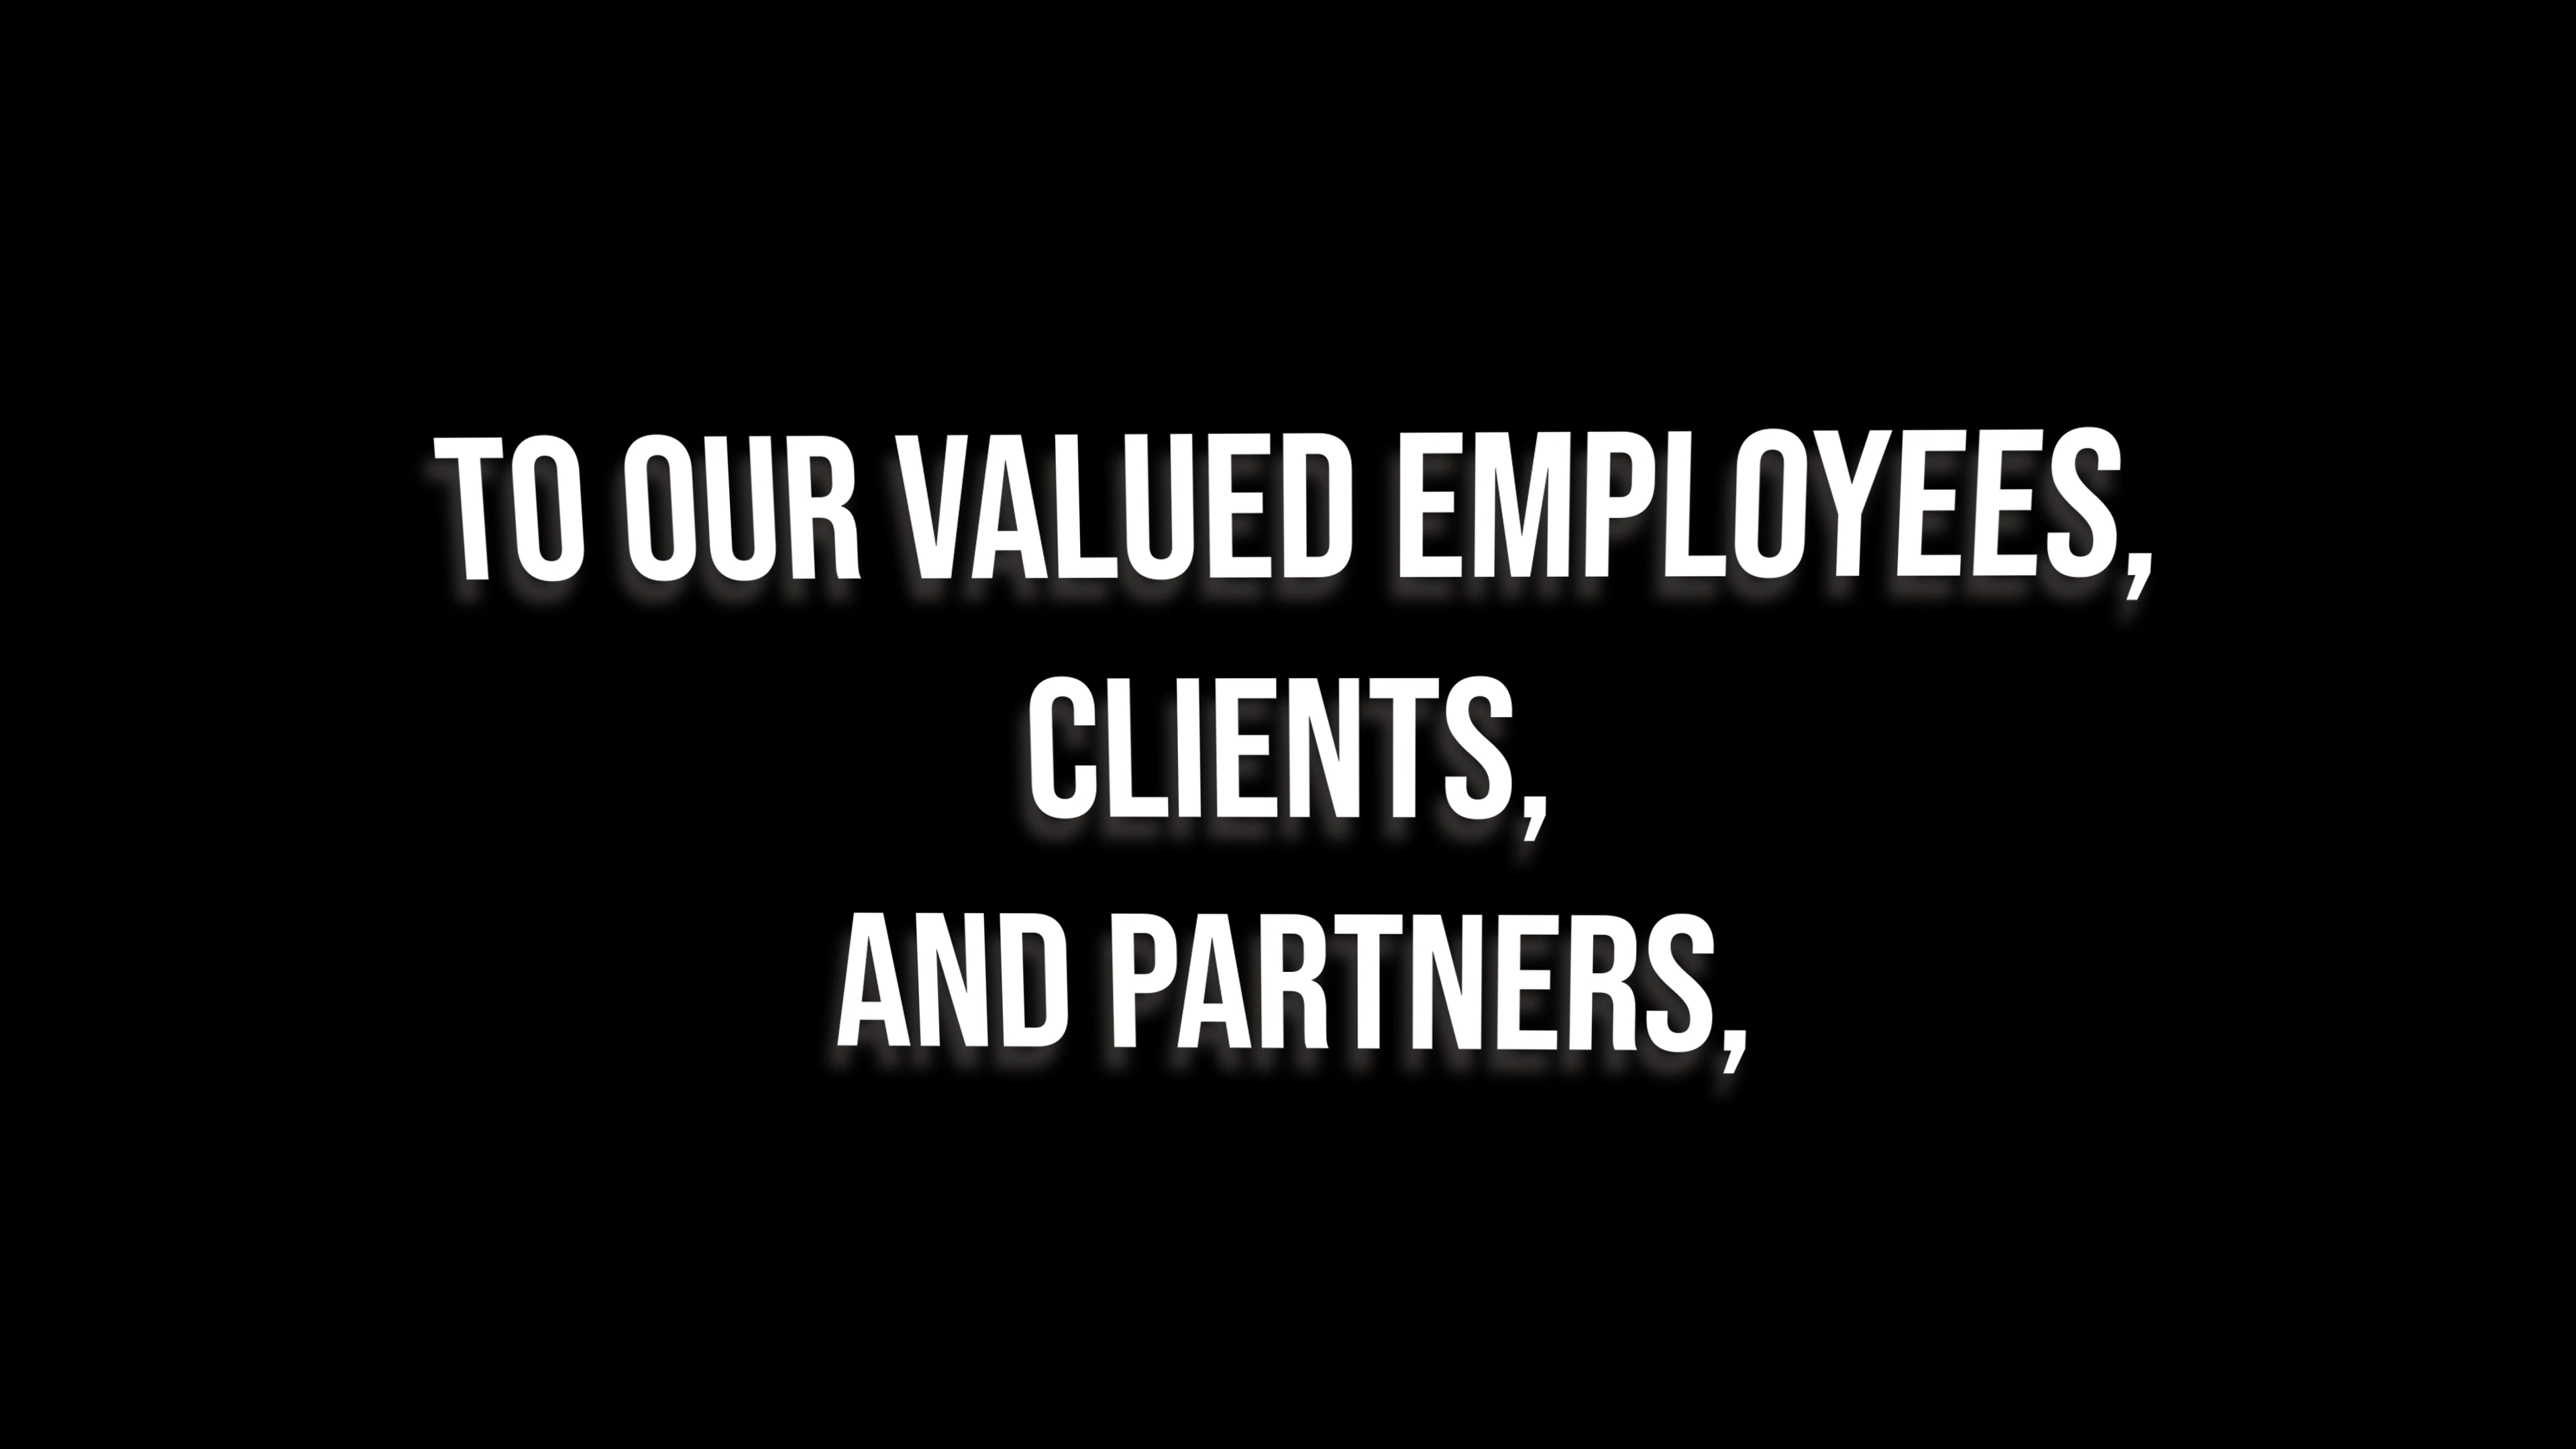 TO OUR VALUED EMPLOYEES,
CLIENTS,
AND PARTNERS,